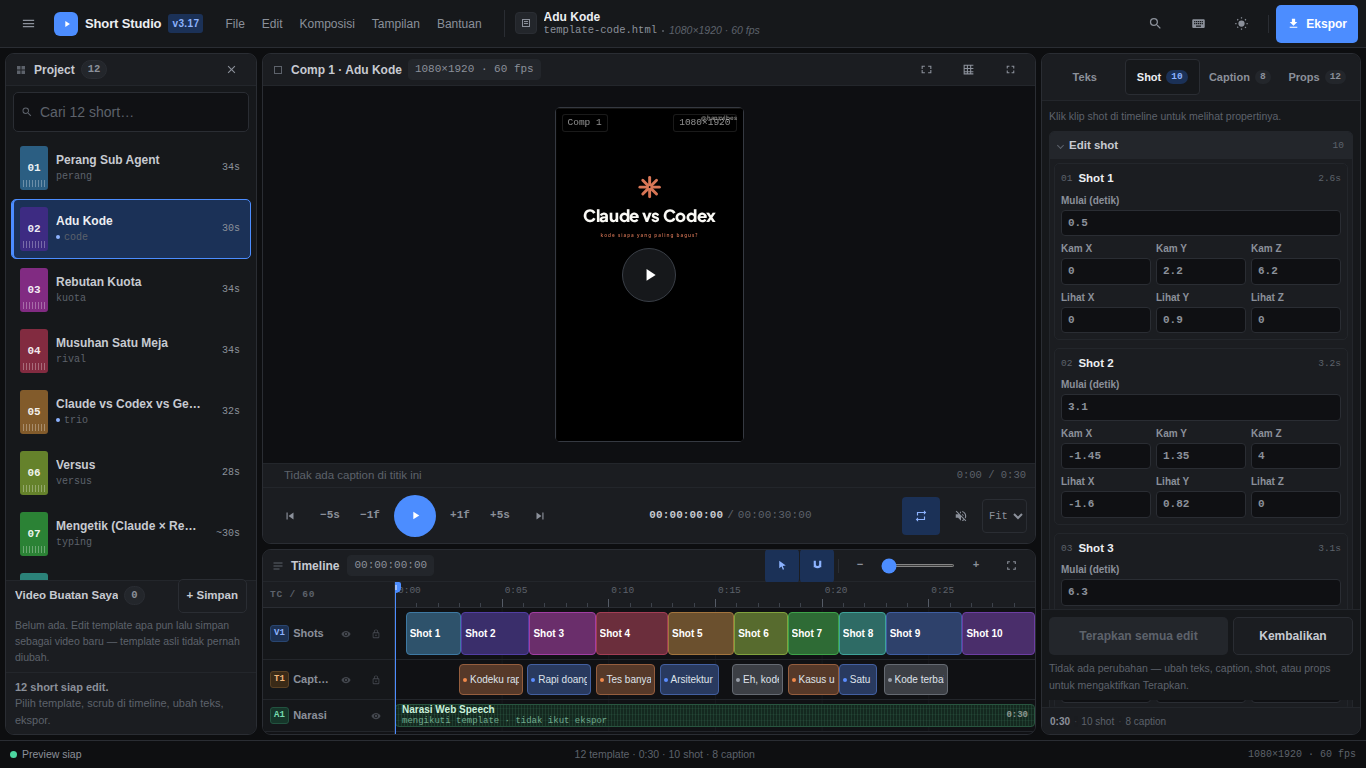 Short Studio v3.17 File Edit Komposisi Tampilan Bantuan
Adu Kode
template-code.html · 1080×1920 · 60 fps
Ekspor
Project 12
Cari 12 short…
01 Perang Sub Agent 34s
perang
02 Adu Kode 30s
code
03 Rebutan Kuota 34s
kuota
04 Musuhan Satu Meja 34s
rival
05 Claude vs Codex vs Ge… 32s
trio
06 Versus 28s
versus
07 Mengetik (Claude × Re… ~30s
typing
Video Buatan Saya 0 + Simpan
Belum ada. Edit template apa pun lalu simpan
sebagai video baru — template asli tidak pernah
diubah.
12 short siap edit.
Pilih template, scrub di timeline, ubah teks,
ekspor.
Comp 1 · Adu Kode 1080×1920 · 60 fps
Comp 1 1080×1920
Claude vs Codex
kode siapa yang paling bagus?
Tidak ada caption di titik ini 0:00 / 0:30
−5s −1f +1f +5s 00:00:00:00 / 00:00:30:00 Fit
Timeline 00:00:00:00 − +
TC / 60 0:00 0:05 0:10 0:15 0:20 0:25
V1 Shots Shot 1 Shot 2 Shot 3 Shot 4 Shot 5 Shot 6 Shot 7 Shot 8 Shot 9 Shot 10
T1 Capt… Kodeku rap Rapi doang Tes banya Arsitektur Eh, kode Kasus u Satu Kode terba
A1 Narasi Narasi Web Speech 0:30
mengikuti template · tidak ikut ekspor
Teks Shot 10 Caption 8 Props 12
Klik klip shot di timeline untuk melihat propertinya.
Edit shot 10
01 Shot 1 2.6s
Mulai (detik)
0.5
Kam X Kam Y Kam Z
0 2.2 6.2
Lihat X Lihat Y Lihat Z
0 0.9 0
02 Shot 2 3.2s
Mulai (detik)
3.1
Kam X Kam Y Kam Z
-1.45 1.35 4
Lihat X Lihat Y Lihat Z
-1.6 0.82 0
03 Shot 3 3.1s
Mulai (detik)
6.3
Terapkan semua edit Kembalikan
Tidak ada perubahan — ubah teks, caption, shot, atau props
untuk mengaktifkan Terapkan.
0:30 · 10 shot · 8 caption
Preview siap 12 template · 0:30 · 10 shot · 8 caption 1080×1920 · 60 fps